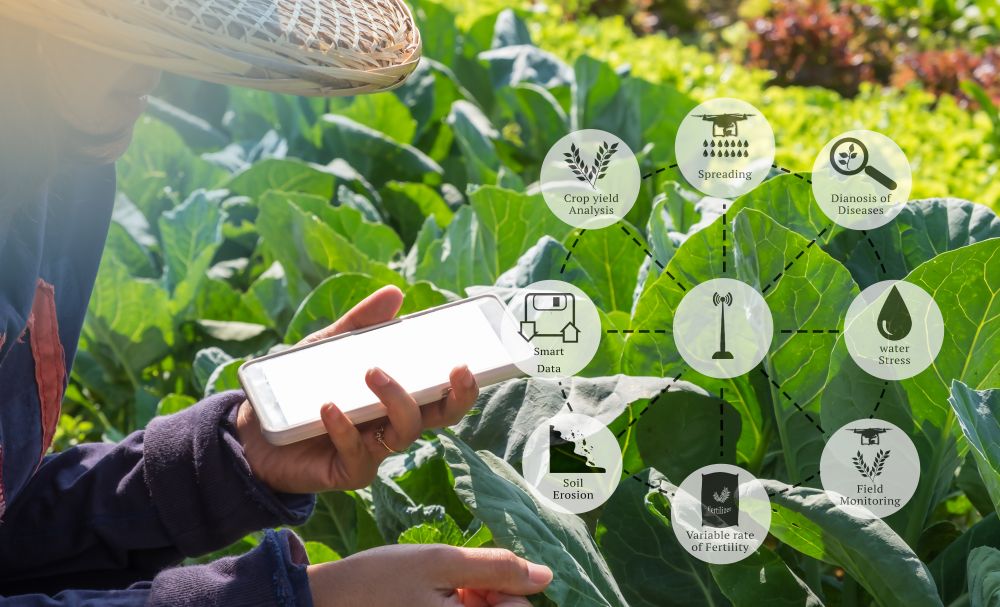 Spreading
Crop yield
Analysis
Dianosis of
Diseases
Smart
Data
water
Stress
Soil
Erosion
Field
Monitoring
Fertilizer
Variable rate
of Fertility